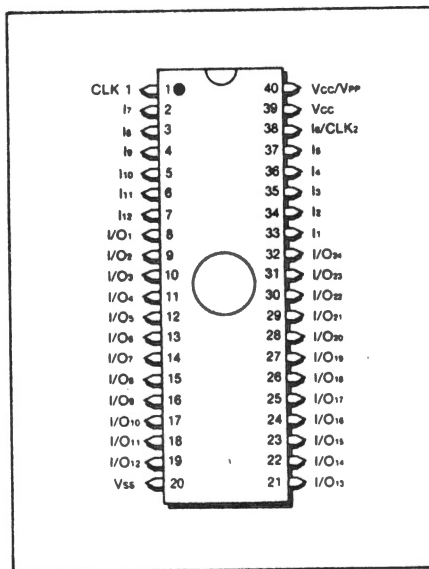 CLK 1 1 40 Vcc/VPP
I₇ 2 39 Vcc
I₈ 3 38 I₆/CLK₂
I₉ 4 37 I₅
I₁₀ 5 36 I₄
I₁₁ 6 35 I₃
I₁₂ 7 34 I₂
I/O₁ 8 33 I₁
I/O₂ 9 32 I/O₂₄
I/O₃ 10 31 I/O₂₃
I/O₄ 11 30 I/O₂₂
I/O₅ 12 29 I/O₂₁
I/O₆ 13 28 I/O₂₀
I/O₇ 14 27 I/O₁₉
I/O₈ 15 26 I/O₁₈
I/O₉ 16 25 I/O₁₇
I/O₁₀ 17 24 I/O₁₆
I/O₁₁ 18 23 I/O₁₅
I/O₁₂ 19 22 I/O₁₄
Vss 20 21 I/O₁₃